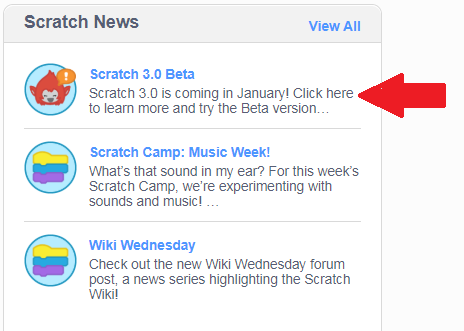 Scratch News
View All
Scratch 3.0 Beta
Scratch 3.0 is coming in January! Click here
to learn more and try the Beta version…
Scratch Camp: Music Week!
What’s that sound in my ear? For this week’s
Scratch Camp, we’re experimenting with
sounds and music! …
Wiki Wednesday
Check out the new Wiki Wednesday forum
post, a news series highlighting the Scratch
Wiki!